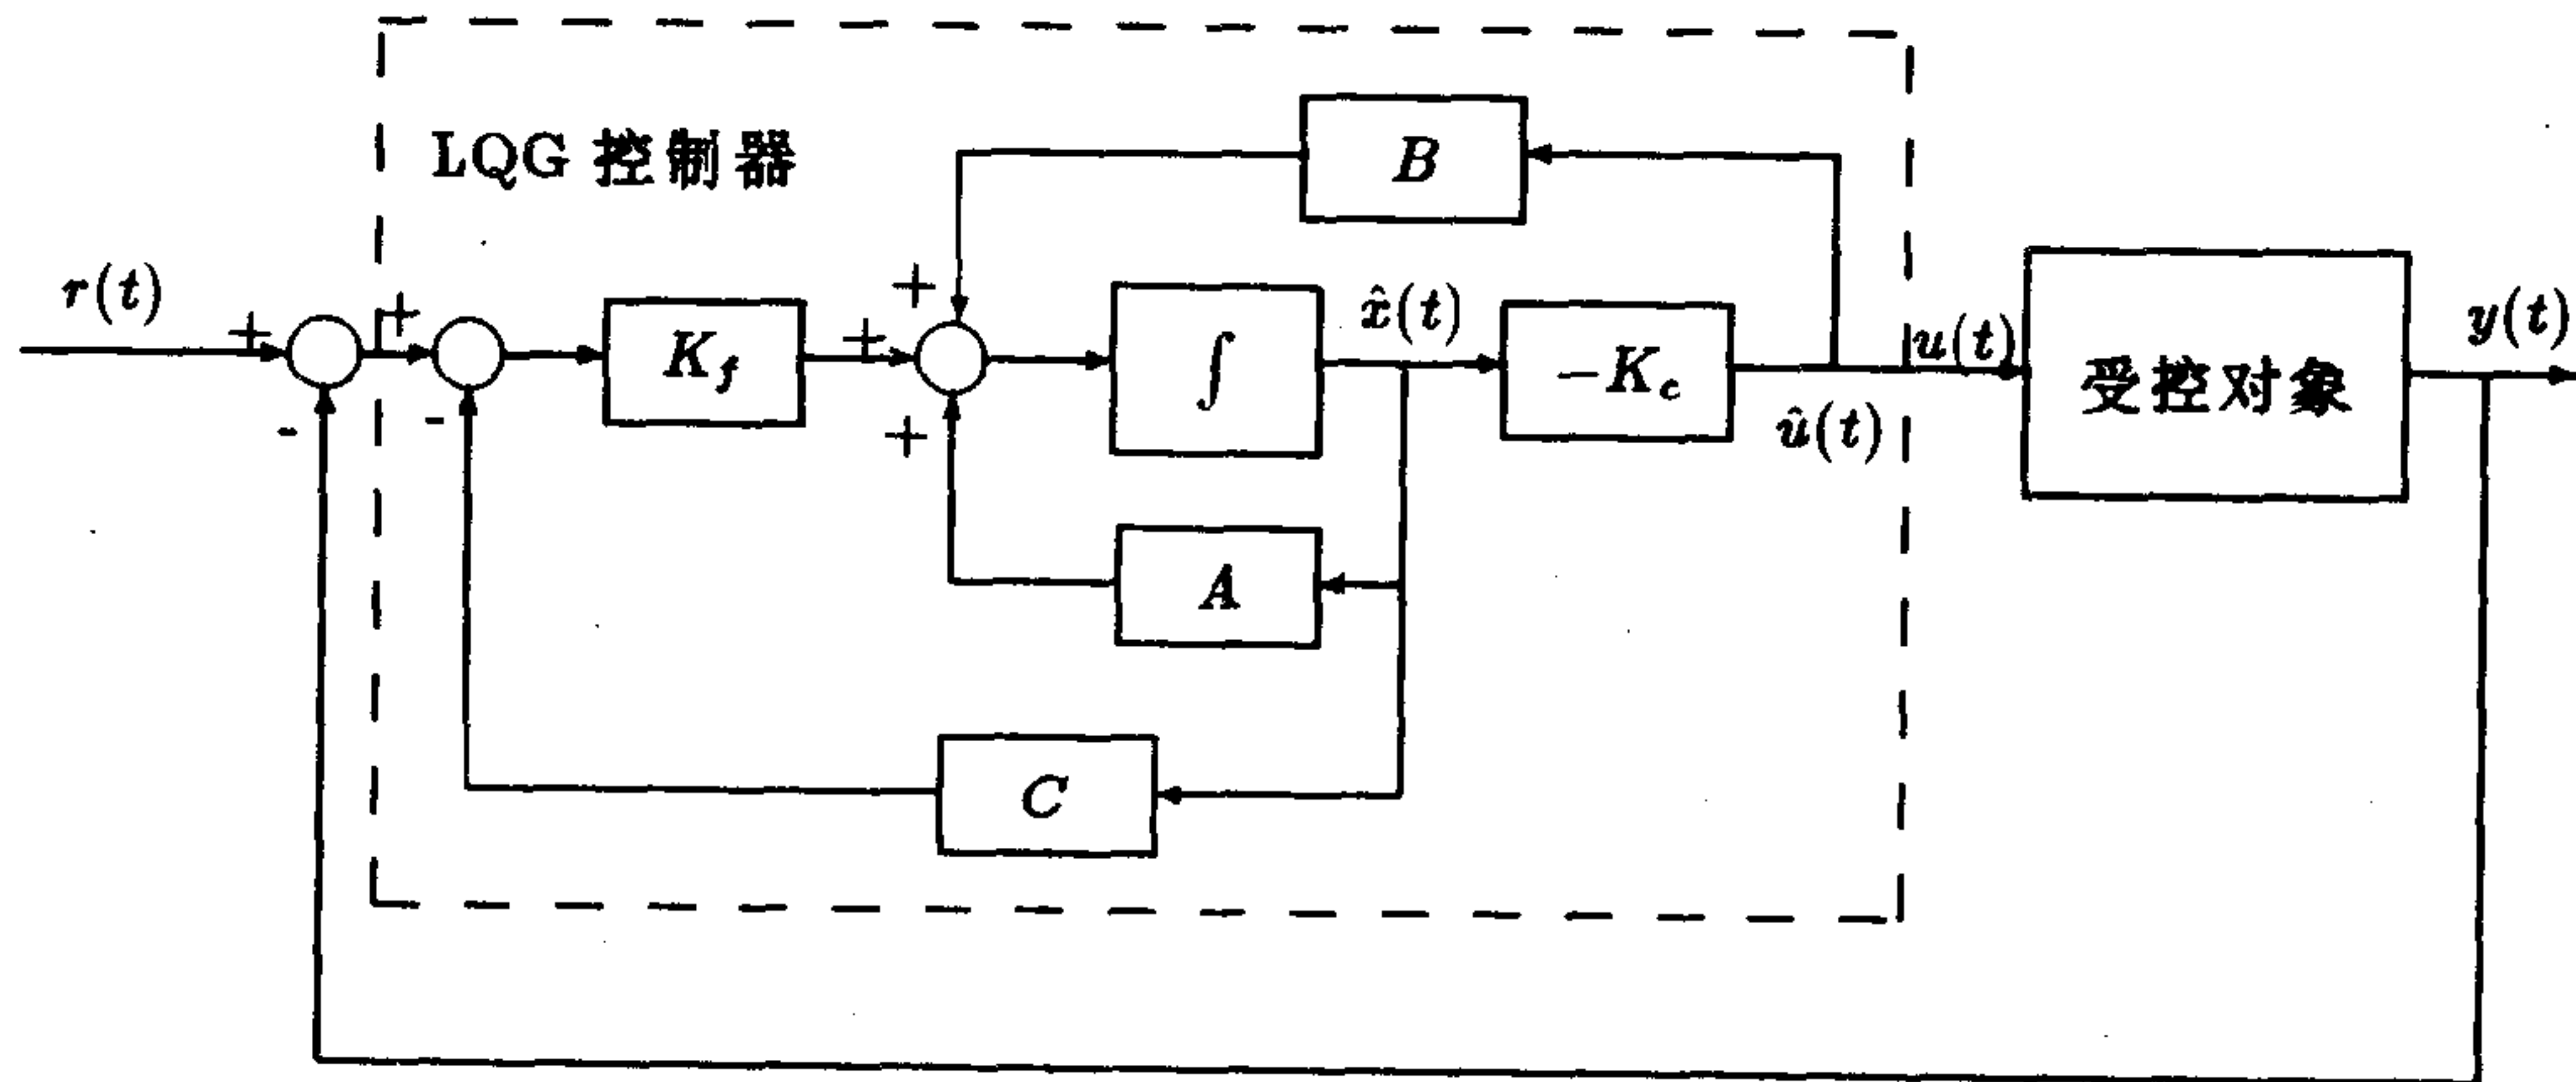 LQG 控制器
B
r(t)
+
+
-
-
K_f
+
+
+
∫
x̂(t)
-K_c
û(t)
u(t)
受控对象
y(t)
A
C